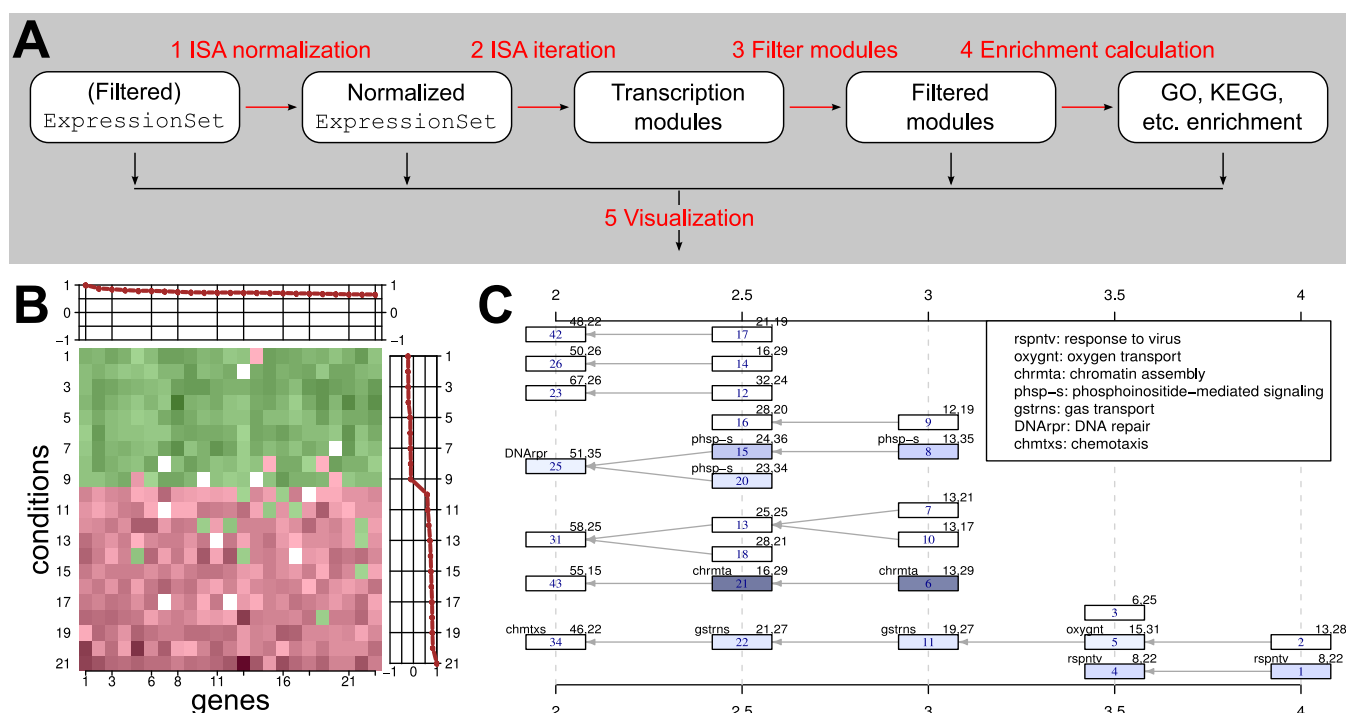 A
1 ISA normalization
2 ISA iteration
3 Filter modules
4 Enrichment calculation
(Filtered)
ExpressionSet
Normalized
ExpressionSet
Transcription
modules
Filtered
modules
GO, KEGG,
etc. enrichment
5 Visualization
B
1
0
−1
1
0
−1
conditions
1
3
5
7
9
11
13
15
17
19
21
1
3
5
7
9
11
13
15
17
19
21
−1 0 1
1 3 6 8 11 16 21
genes
C
2 2.5 3 3.5 4
rspntv: response to virus
oxygnt: oxygen transport
chrmta: chromatin assembly
phsp−s: phosphoinositide−mediated signaling
gstrns: gas transport
DNArpr: DNA repair
chmtxs: chemotaxis
48,22 21,19
42 17
50,26 16,29
26 14
67,26 32,24
23 12
28,20 12,19
16 9
phsp−s 24,36 phsp−s 13,35
15 8
DNArpr 51,35
25
phsp−s 23,34
20
13,21
7
25,25
13
58,25 13,17
31 10
28,21
18
55,15 chrmta 16,29 chrmta 13,29
43 21 6
6,25
3
chmtxs 46,22 gstrns 21,27 gstrns 19,27 oxygnt 15,31 13,28
34 22 11 5 2
rspntv 8,22 rspntv 8,22
4 1
2 2.5 3 3.5 4